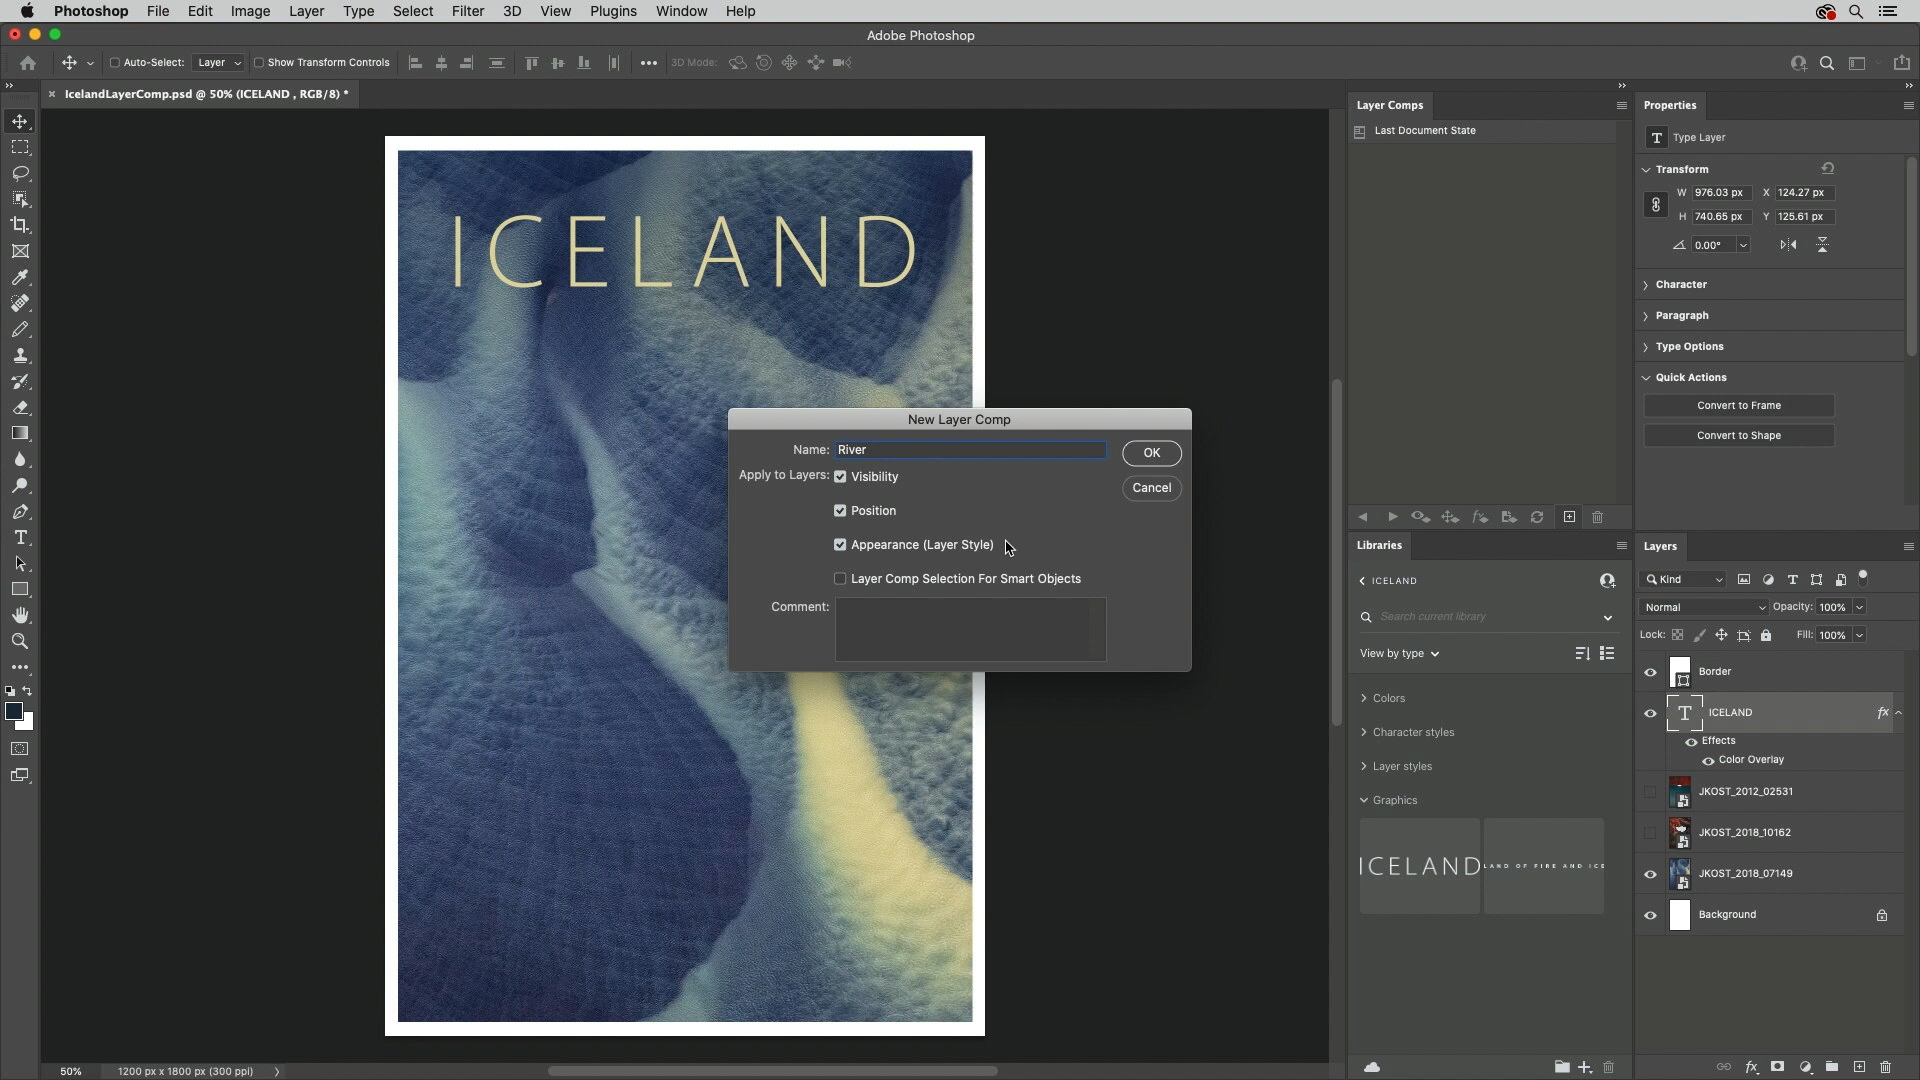 Photoshop File Edit Image Layer Type Select Filter 3D View Plugins Window Help
Adobe Photoshop
Auto-Select: Layer Show Transform Controls 3D Mode:
IcelandLayerComp.psd @ 50% (ICELAND , RGB/8) *
ICELAND
New Layer Comp
Name: River
OK
Apply to Layers: Visibility
Cancel
Position
Appearance (Layer Style)
Layer Comp Selection For Smart Objects
Comment:
50% 1200 px x 1800 px (300 ppi)
Layer Comps
Last Document State
Libraries
ICELAND
Search current library
View by type
Colors
Character styles
Layer styles
Graphics
ICELAND
LAND OF FIRE AND ICE
Properties
T Type Layer
Transform
W 976.03 px X 124.27 px
H 740.65 px Y 125.61 px
0.00°
Character
Paragraph
Type Options
Quick Actions
Convert to Frame
Convert to Shape
Layers
Kind
Normal Opacity: 100%
Lock: Fill: 100%
Border
T ICELAND fx
Effects
Color Overlay
JKOST_2012_02531
JKOST_2018_10162
JKOST_2018_07149
Background